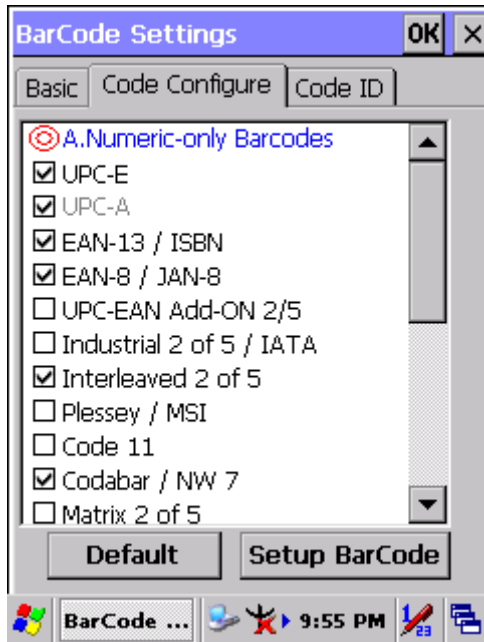 BarCode Settings OK ×
Basic Code Configure Code ID
A.Numeric-only Barcodes
UPC-E
UPC-A
EAN-13 / ISBN
EAN-8 / JAN-8
UPC-EAN Add-ON 2/5
Industrial 2 of 5 / IATA
Interleaved 2 of 5
Plessey / MSI
Code 11
Codabar / NW 7
Matrix 2 of 5
Default Setup BarCode
BarCode ... 9:55 PM 1 23